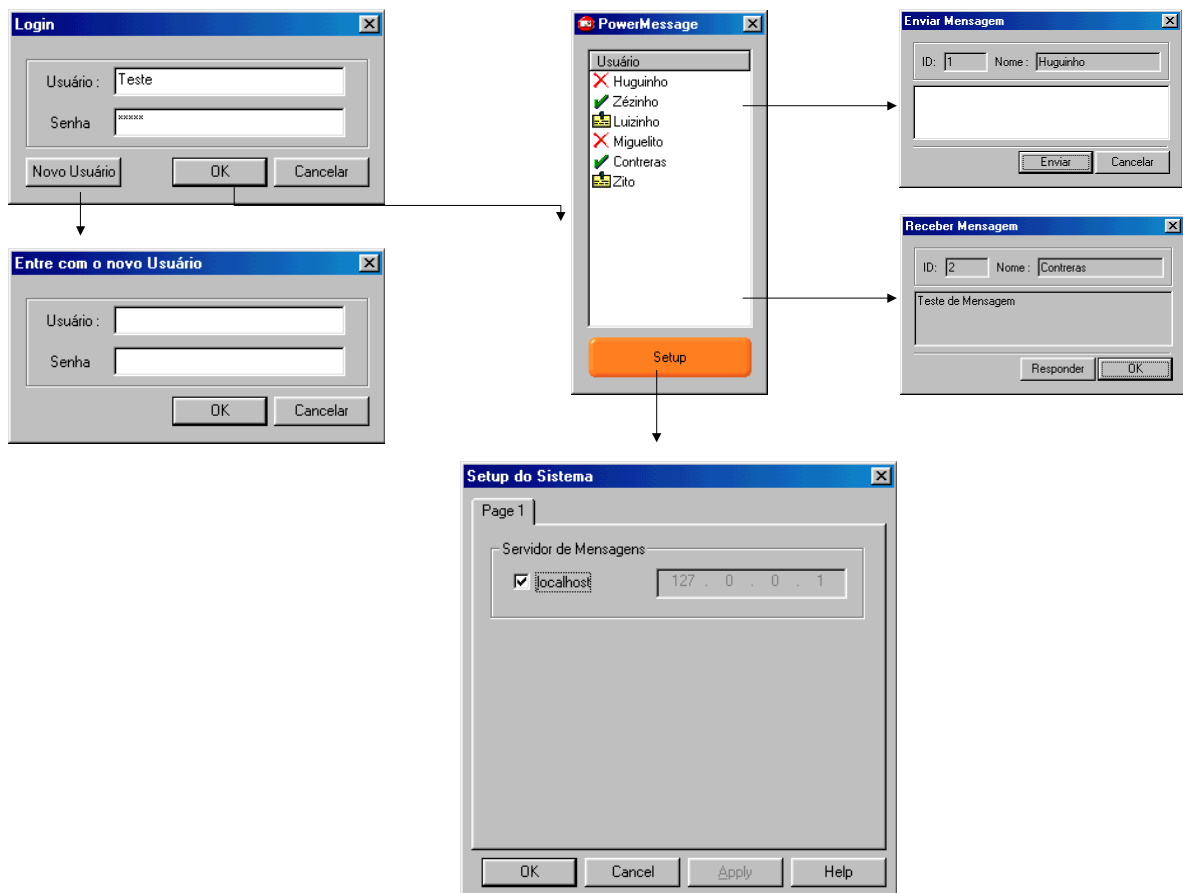 Login
Usuário :
Teste
Senha
xxxxx
Novo Usuário
OK
Cancelar
Entre com o novo Usuário
Usuário :
Senha
OK
Cancelar
PowerMessage
Usuário
Huguinho
Zézinho
Luizinho
Miguelito
Contreras
Zito
Setup
Enviar Mensagem
ID: 1 Nome : Huguinho
Enviar
Cancelar
Receber Mensagem
ID: 2 Nome : Contreras
Teste de Mensagem
Responder
OK
Setup do Sistema
Page 1
Servidor de Mensagens
localhost
127 . 0 . 0 . 1
OK
Cancel
Apply
Help